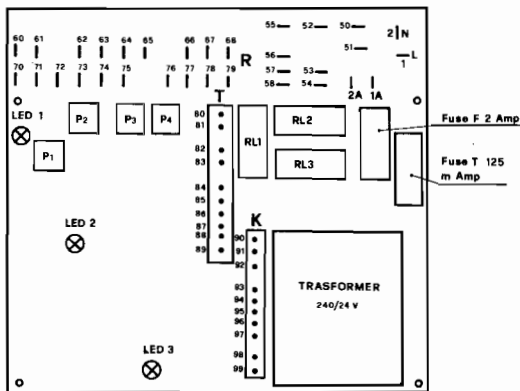 55 52 50 2 N
60 61 62 63 64 65 66 67 68
R 51 L
56 1
70 71 72 73 74 75 76 77 78 79 57 53
58 54 2A 1A
T
LED 1 P2 P3 P4 80
81 RL1 RL2 Fuse F 2 Amp
P1 82
83 RL3 Fuse T 125
m Amp
84
85
86
LED 2 87 K
88
89 90
91
92
93 TRASFORMER
94 240/24 V
95
96
97
LED 3 98
99